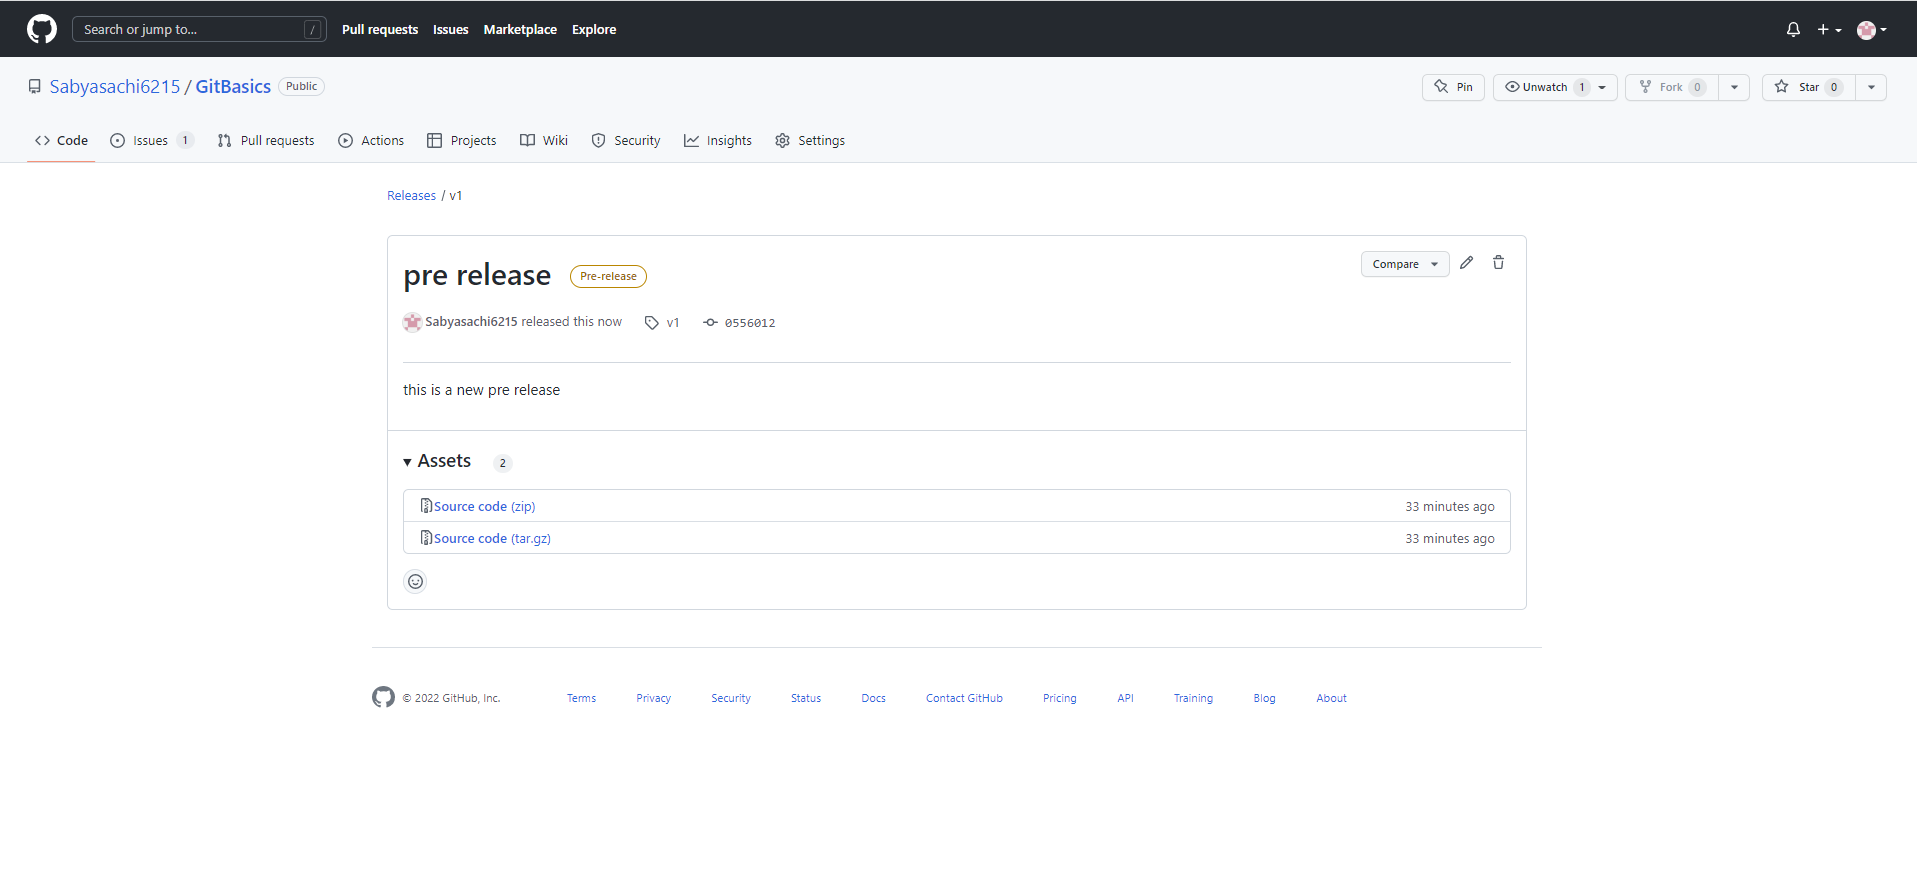 Search or jump to... / Pull requests Issues Marketplace Explore
Sabyasachi6215 / GitBasics Public Pin Unwatch 1 Fork 0 Star 0
Code Issues 1 Pull requests Actions Projects Wiki Security Insights Settings
Releases / v1
pre release Pre-release Compare
Sabyasachi6215 released this now v1 0556012
this is a new pre release
Assets 2
Source code (zip) 33 minutes ago
Source code (tar.gz) 33 minutes ago
© 2022 GitHub, Inc. Terms Privacy Security Status Docs Contact GitHub Pricing API Training Blog About